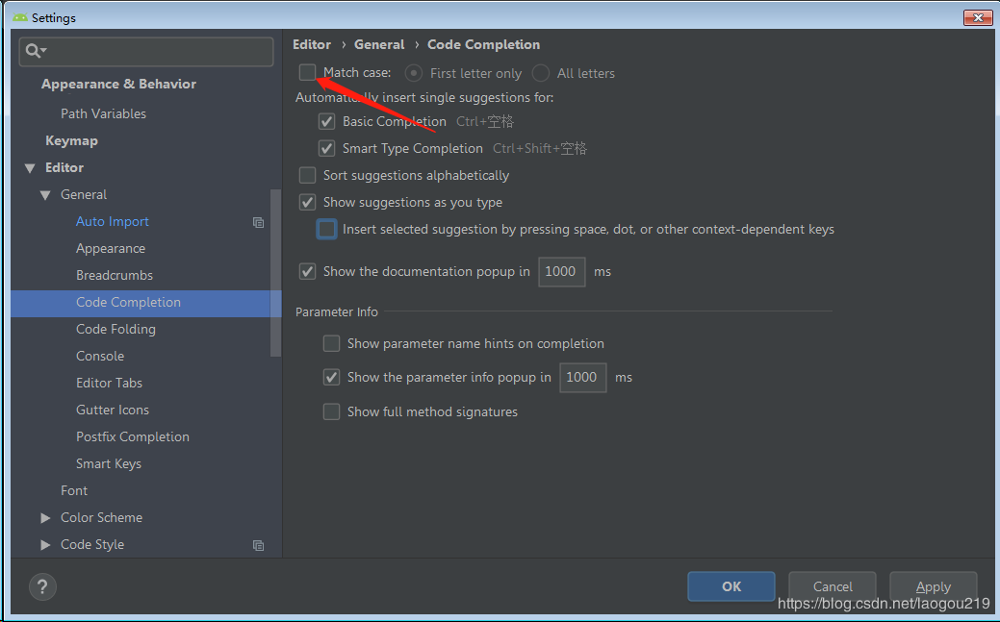 Settings
Appearance & Behavior
Path Variables
Keymap
Editor
General
Auto Import
Appearance
Breadcrumbs
Code Completion
Code Folding
Console
Editor Tabs
Gutter Icons
Postfix Completion
Smart Keys
Font
Color Scheme
Code Style
Editor › General › Code Completion
Match case: First letter only All letters
Automatically insert single suggestions for:
Basic Completion Ctrl+空格
Smart Type Completion Ctrl+Shift+空格
Sort suggestions alphabetically
Show suggestions as you type
Insert selected suggestion by pressing space, dot, or other context-dependent keys
Show the documentation popup in 1000 ms
Parameter Info
Show parameter name hints on completion
Show the parameter info popup in 1000 ms
Show full method signatures
?
OK Cancel Apply
https://blog.csdn.net/laogou219